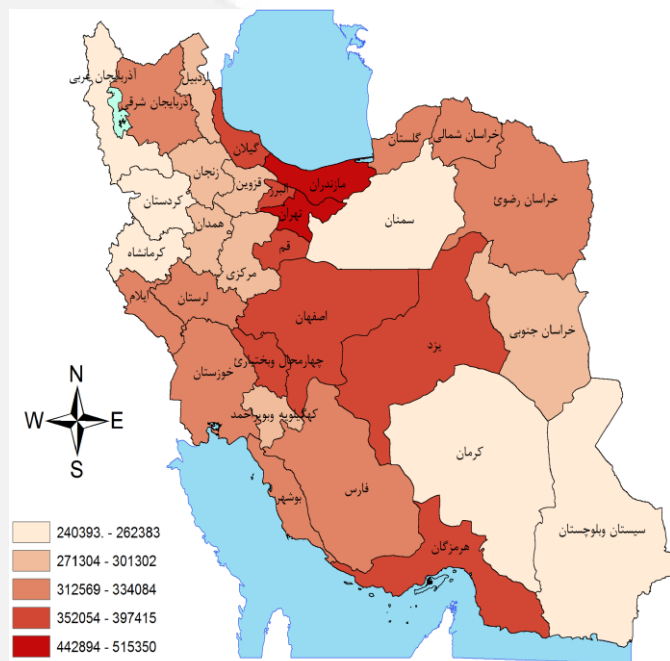 آذربایجان غربی
اردبیل
آذربایجان شرقی
گیلان
خراسان شمالی
گلستان
زنجان
مازندران
قزوین
البرز
خراسان رضوئ
کردستان
تهران
سمنان
همدان
قم
کرمانشاه
مرکزی
ایلام
لرستان
اصفهان
خراسان جنوبی
یزد
چهارمحال وبختیارئ
خوزستان
N
W E
S
کهگیلویه وبویراحمد
کرمان
فارس
بوشهر
سیستان وبلوچستان
هرمزگان
240393. - 262383
271304 - 301302
312569 - 334084
352054 - 397415
442894 - 515350